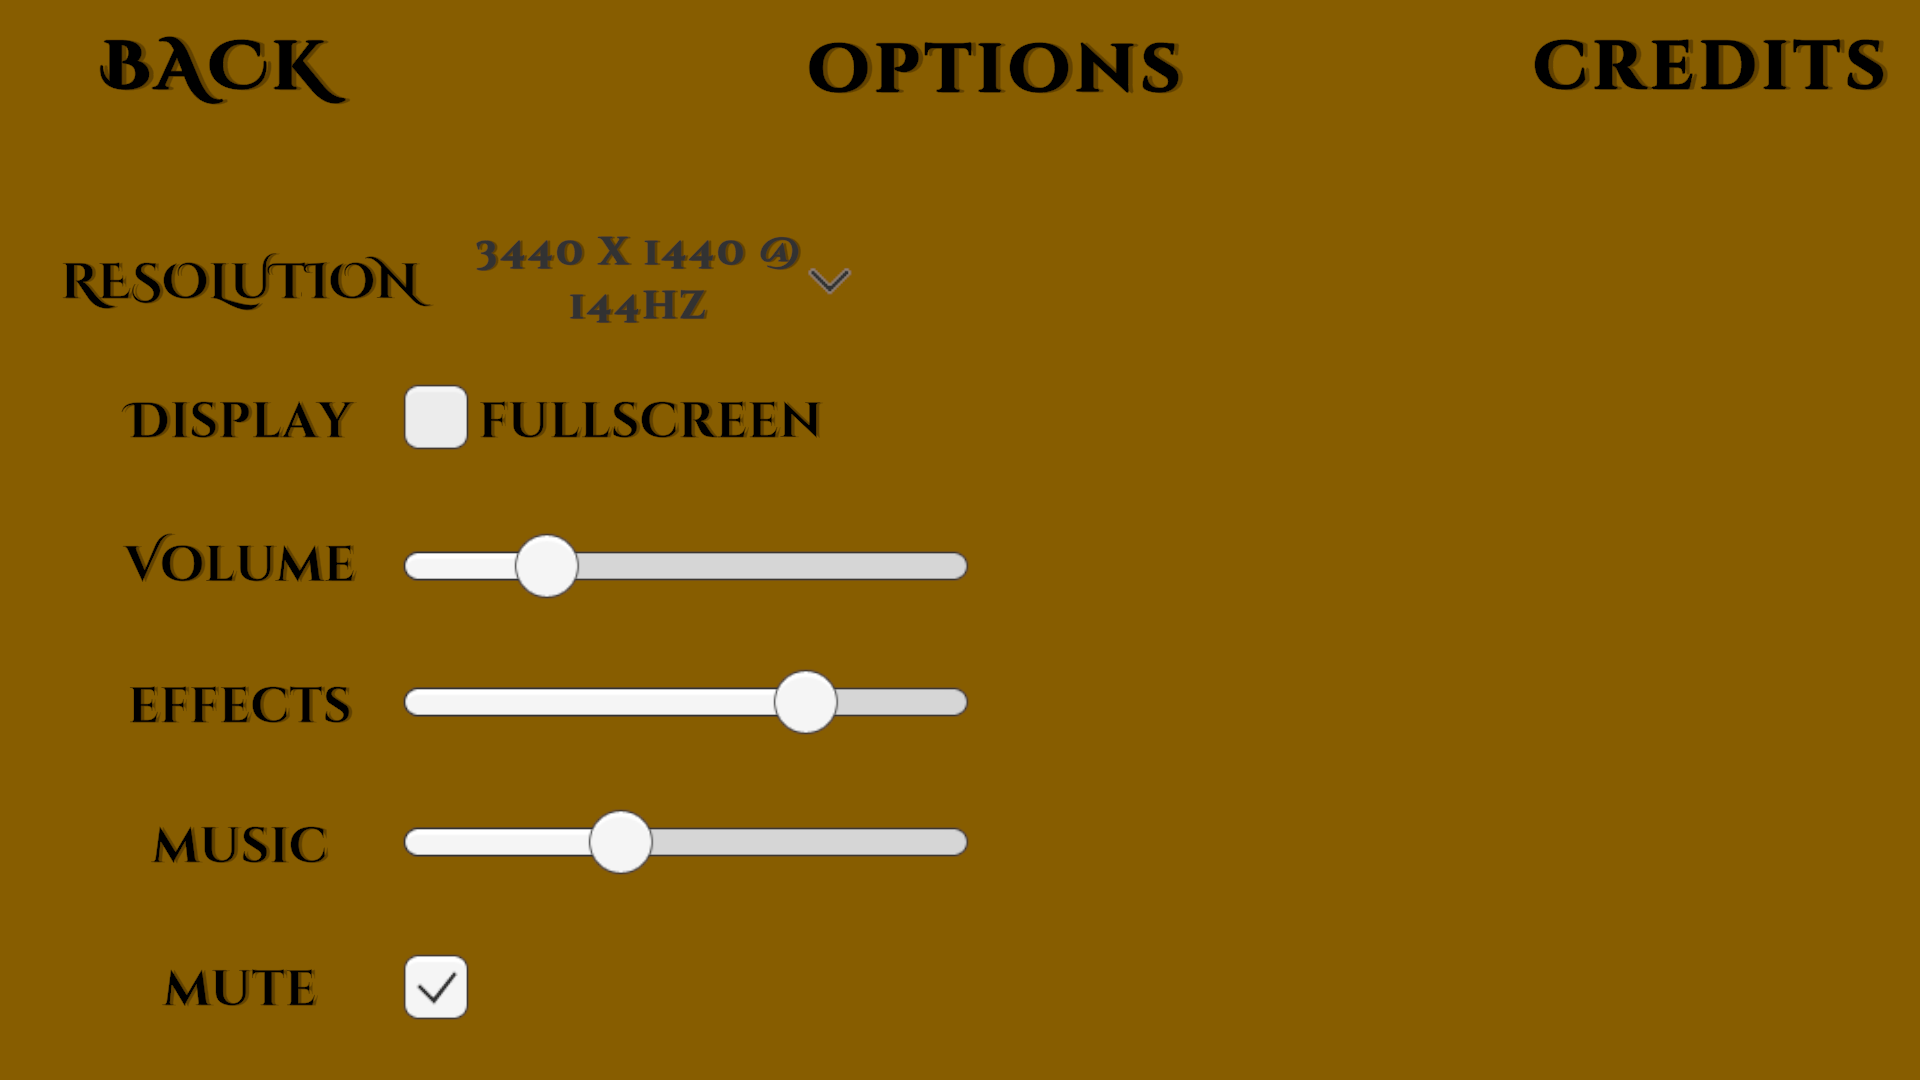 BACK
OPTIONS
CREDITS
RESOLUTION
3440 X 1440 @
144HZ
DISPLAY
FULLSCREEN
VOLUME
EFFECTS
MUSIC
MUTE